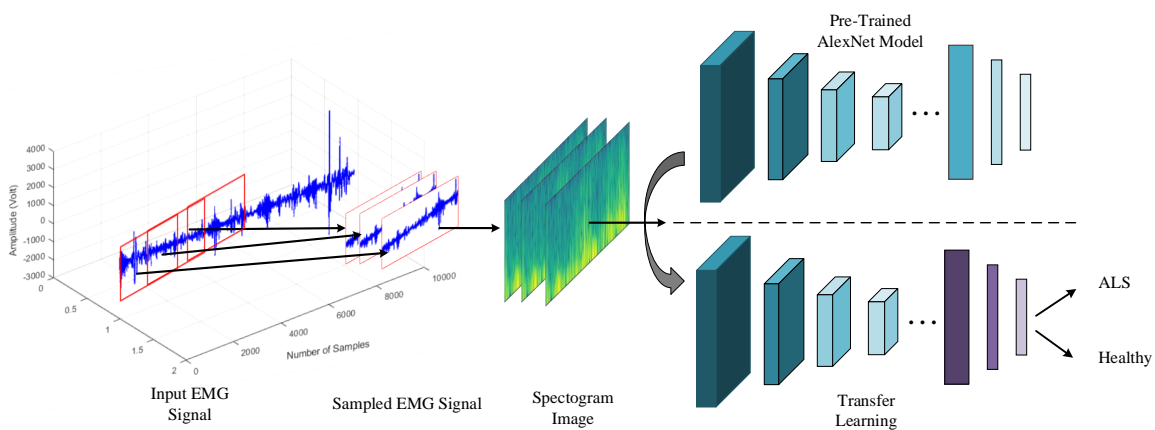 Pre-Trained
AlexNet Model
4000
3000
2000
1000
0
-1000
-2000
-3000
Amplitude (Volt)
0
0.5
1
1.5
2
0
2000
4000
6000
8000
10000
Number of Samples
ALS
Healthy
Input EMG
Signal
Sampled EMG Signal
Spectogram
Image
Transfer
Learning